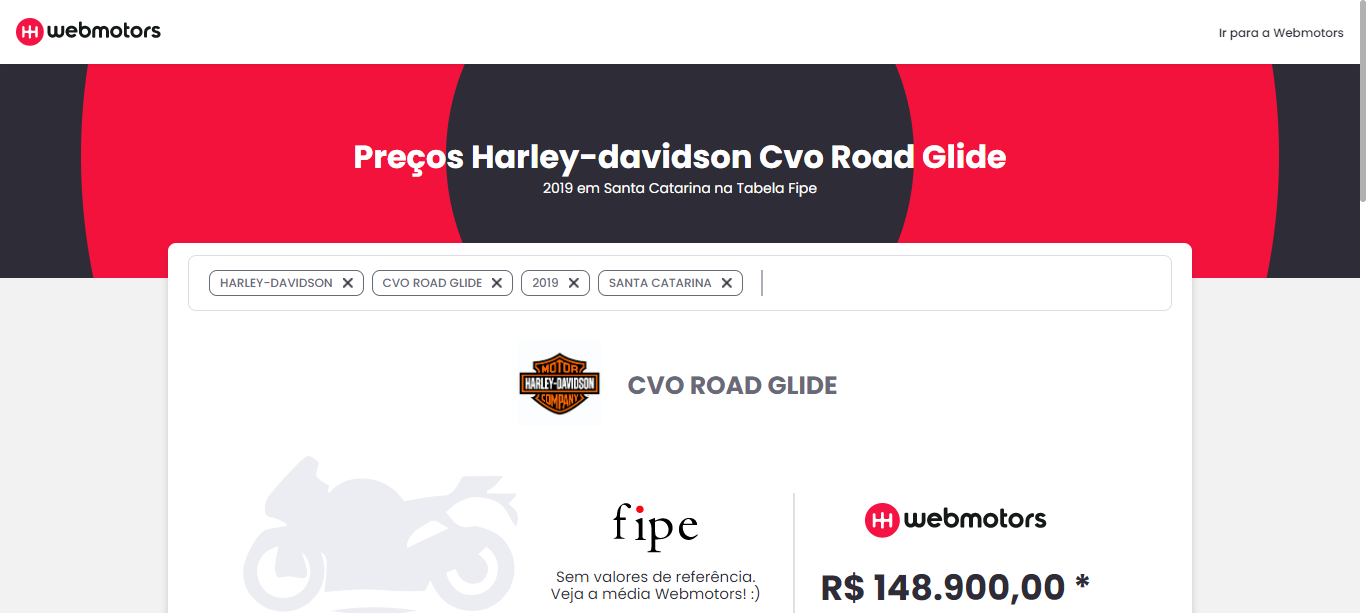 webmotors
Ir para a Webmotors
Preços Harley-davidson Cvo Road Glide
2019 em Santa Catarina na Tabela Fipe
HARLEY-DAVIDSON
CVO ROAD GLIDE
2019
SANTA CATARINA
MOTOR
HARLEY-DAVIDSON
COMPANY
CVO ROAD GLIDE
fipe
Sem valores de referência.
Veja a média Webmotors! :)
webmotors
R$ 148.900,00 *